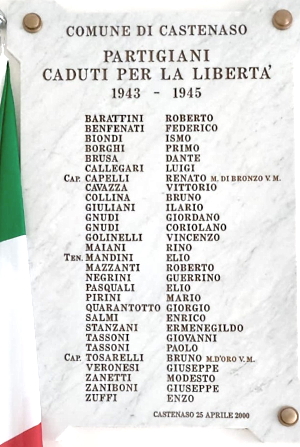 COMUNE DI CASTENASO
PARTIGIANI
CADUTI PER LA LIBERTA'
1943 - 1945
BARATTINI ROBERTO
BENFENATI FEDERICO
BIONDI ISMO
BORGHI PRIMO
BRUSA DANTE
CALLEGARI LUIGI
CAP. CAPELLI RENATO M. DI BRONZO V.M.
CAVAZZA VITTORIO
COLLINA BRUNO
GIULIANI ILARIO
GNUDI GIORDANO
GNUDI CORIOLANO
GOLINELLI VINCENZO
MAIANI RINO
TEN. MANDINI ELIO
MAZZANTI ROBERTO
NEGRINI GUERRINO
PASQUALI ELIO
PIRINI MARIO
QUARANTOTTO GIORGIO
SALMI ENRICO
STANZANI ERMENEGILDO
TASSONI GIOVANNI
TASSONI PAOLO
CAP. TOSARELLI BRUNO M.D'ORO V.M.
VERONESI GIUSEPPE
ZANETTI MODESTO
ZANIBONI GIUSEPPE
ZUFFI ENZO
CASTENASO 25 APRILE 2000